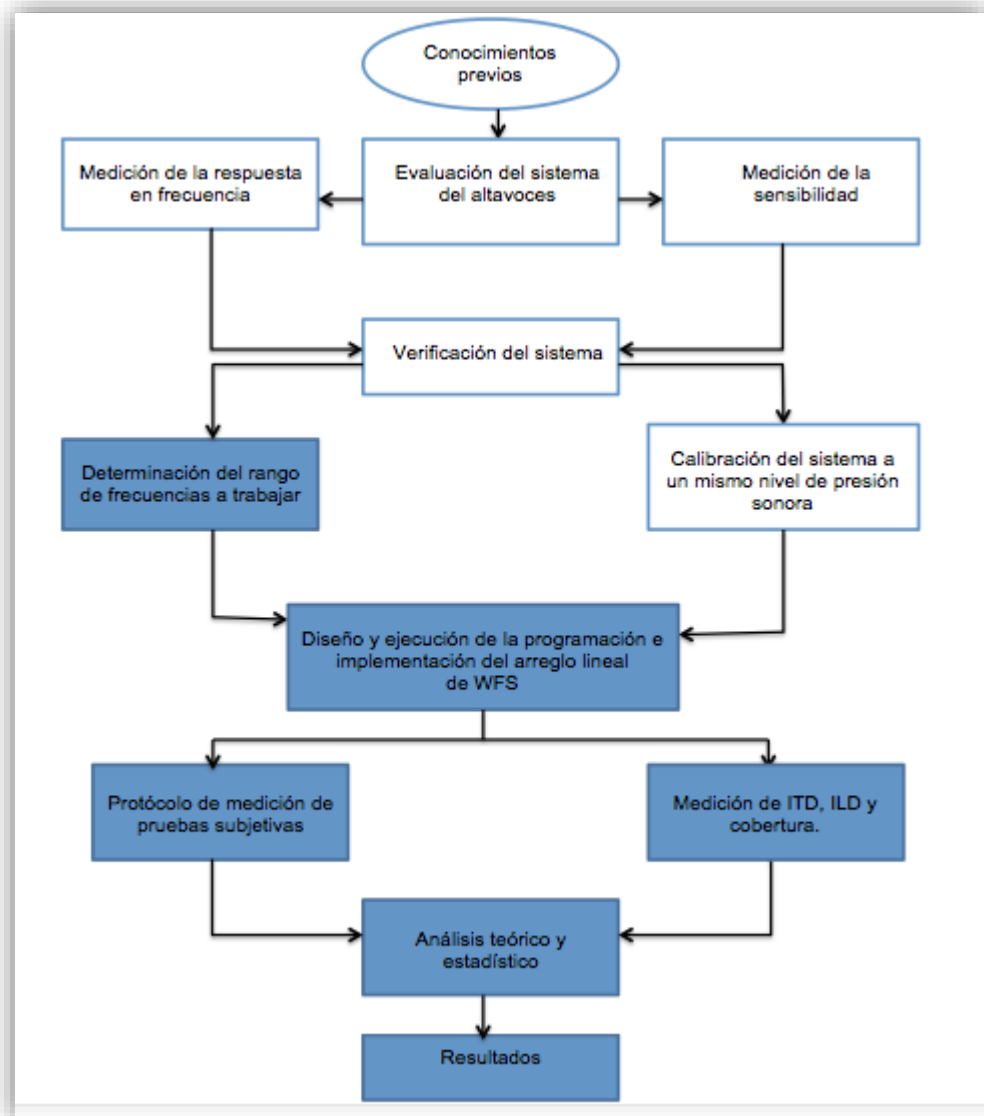 Conocimientos
previos
Medición de la respuesta
en frecuencia
Evaluación del sistema
del altavoces
Medición de la
sensibilidad
Verificación del sistema
Determinación del rango
de frecuencias a trabajar
Calibración del sistema a
un mismo nivel de presión
sonora
Diseño y ejecución de la programación e
implementación del arreglo lineal
de WFS
Protócolo de medición de
pruebas subjetivas
Medición de ITD, ILD y
cobertura.
Análisis teórico y
estadístico
Resultados